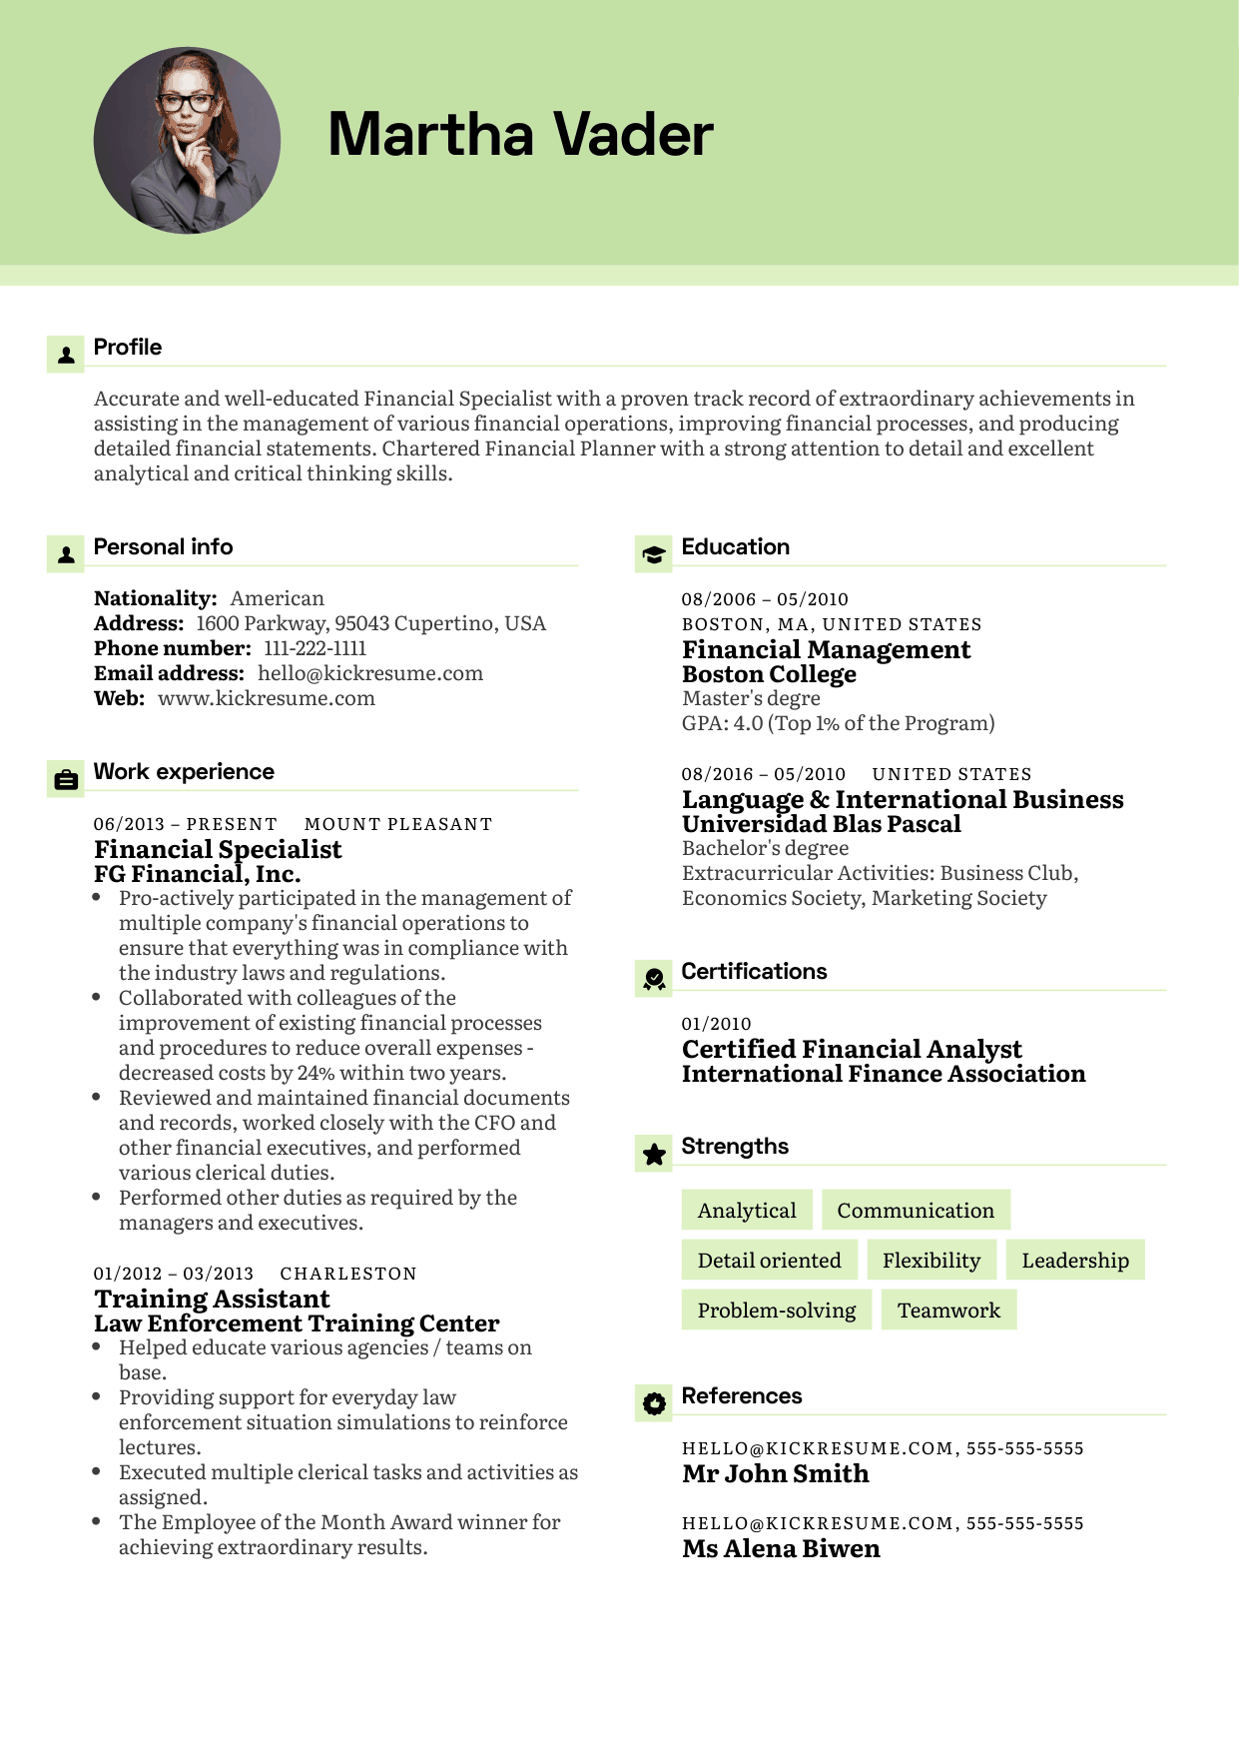 Martha Vader
Profile
Accurate and well-educated Financial Specialist with a proven track record of extraordinary achievements in
assisting in the management of various financial operations, improving financial processes, and producing
detailed financial statements. Chartered Financial Planner with a strong attention to detail and excellent
analytical and critical thinking skills.
Personal info
Nationality: American
Address: 1600 Parkway, 95043 Cupertino, USA
Phone number: 111-222-1111
Email address: hello@kickresume.com
Web: www.kickresume.com
Work experience
06/2013 – PRESENT MOUNT PLEASANT
Financial Specialist
FG Financial, Inc.
• Pro-actively participated in the management of
multiple company's financial operations to
ensure that everything was in compliance with
the industry laws and regulations.
• Collaborated with colleagues of the
improvement of existing financial processes
and procedures to reduce overall expenses -
decreased costs by 24% within two years.
• Reviewed and maintained financial documents
and records, worked closely with the CFO and
other financial executives, and performed
various clerical duties.
• Performed other duties as required by the
managers and executives.
01/2012 – 03/2013 CHARLESTON
Training Assistant
Law Enforcement Training Center
• Helped educate various agencies / teams on
base.
• Providing support for everyday law
enforcement situation simulations to reinforce
lectures.
• Executed multiple clerical tasks and activities as
assigned.
• The Employee of the Month Award winner for
achieving extraordinary results.
Education
08/2006 – 05/2010
BOSTON, MA, UNITED STATES
Financial Management
Boston College
Master's degre
GPA: 4.0 (Top 1% of the Program)
08/2016 – 05/2010 UNITED STATES
Language & International Business
Universidad Blas Pascal
Bachelor's degree
Extracurricular Activities: Business Club,
Economics Society, Marketing Society
Certifications
01/2010
Certified Financial Analyst
International Finance Association
Strengths
Analytical Communication
Detail oriented Flexibility Leadership
Problem-solving Teamwork
References
HELLO@KICKRESUME.COM, 555-555-5555
Mr John Smith
HELLO@KICKRESUME.COM, 555-555-5555
Ms Alena Biwen